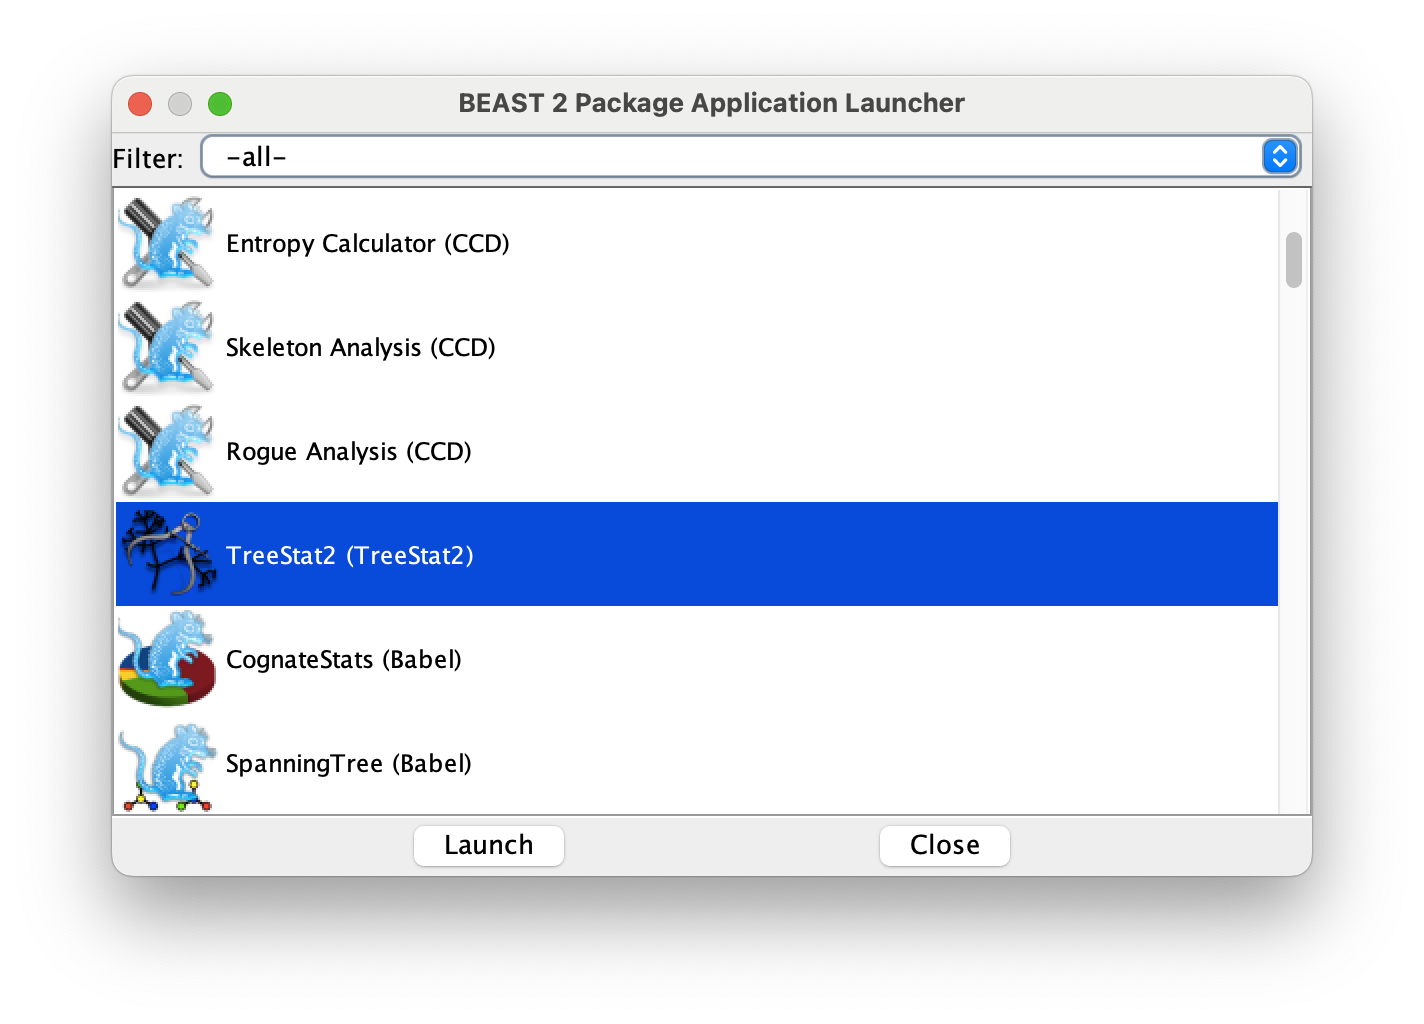 BEAST 2 Package Application Launcher
Filter: -all-
Entropy Calculator (CCD)
Skeleton Analysis (CCD)
Rogue Analysis (CCD)
TreeStat2 (TreeStat2)
CognateStats (Babel)
SpanningTree (Babel)
Launch Close